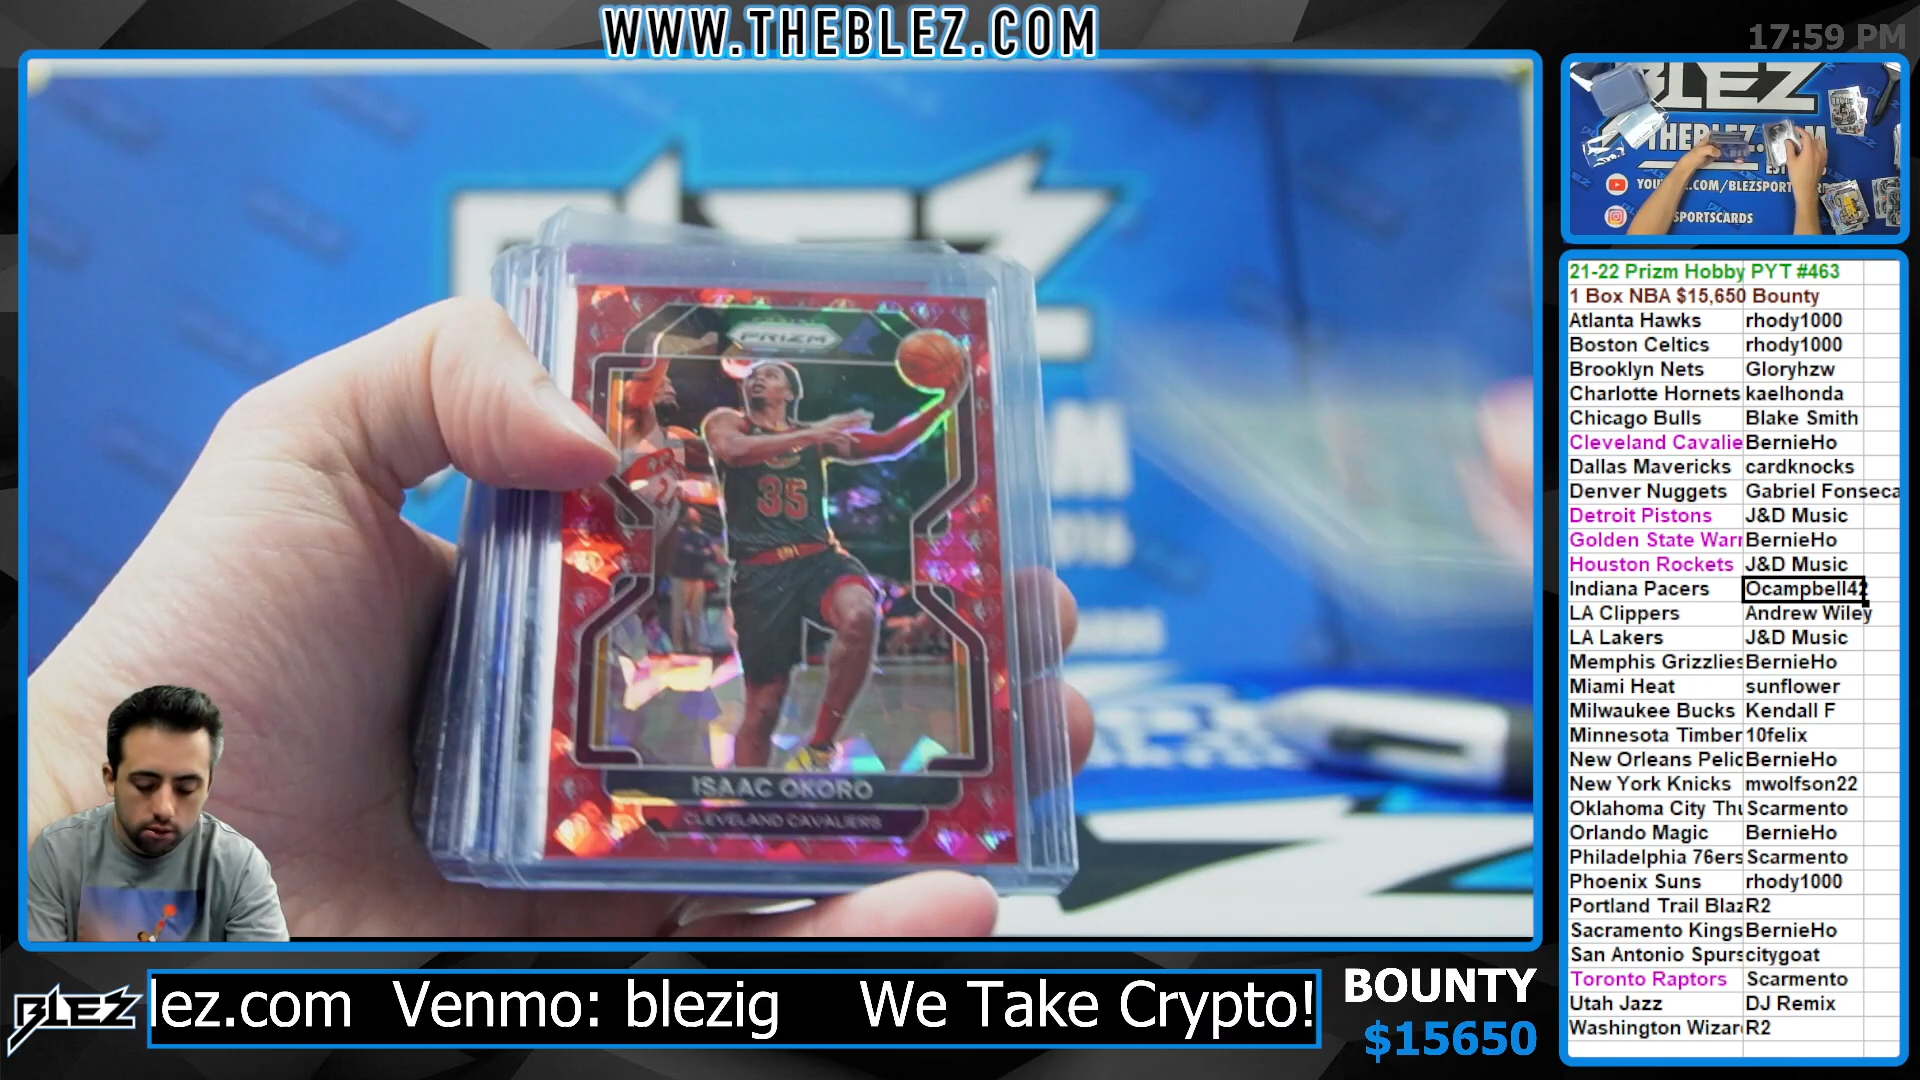 WWW.THEBLEZ.COM
17:59 PM
BLEZ
THEBLEZ.
M
SPORTSCARDS
21-22 Prizm Hobby PYT #463
1 Box NBA $15,650 Bounty
Atlanta Hawks rhody1000
Boston Celtics rhody1000
Brooklyn Nets Gloryhzw
Charlotte Hornets kaelhonda
Chicago Bulls Blake Smith
Cleveland Cavalie BernieHo
Dallas Mavericks cardknocks
Denver Nuggets Gabriel Fonseca
Detroit Pistons J&D Music
Golden State Warr BernieHo
Houston Rockets J&D Music
Indiana Pacers Ocampbell42
LA Clippers Andrew Wiley
LA Lakers J&D Music
Memphis Grizzlies BernieHo
Miami Heat sunflower
Milwaukee Bucks Kendall F
Minnesota Timber 10felix
New Orleans Pelic BernieHo
New York Knicks mwolfson22
Oklahoma City Thu Scarmento
Orlando Magic BernieHo
Philadelphia 76ers Scarmento
Phoenix Suns rhody1000
Portland Trail Blaz R2
Sacramento Kings BernieHo
San Antonio Spurs citygoat
Toronto Raptors Scarmento
Utah Jazz DJ Remix
Washington Wizar R2
PRIZM
35
ISAAC OKORO
CLEVELAND CAVALIERS
BLEZ
lez.com Venmo: blezig We Take Crypto!
BOUNTY
$15650